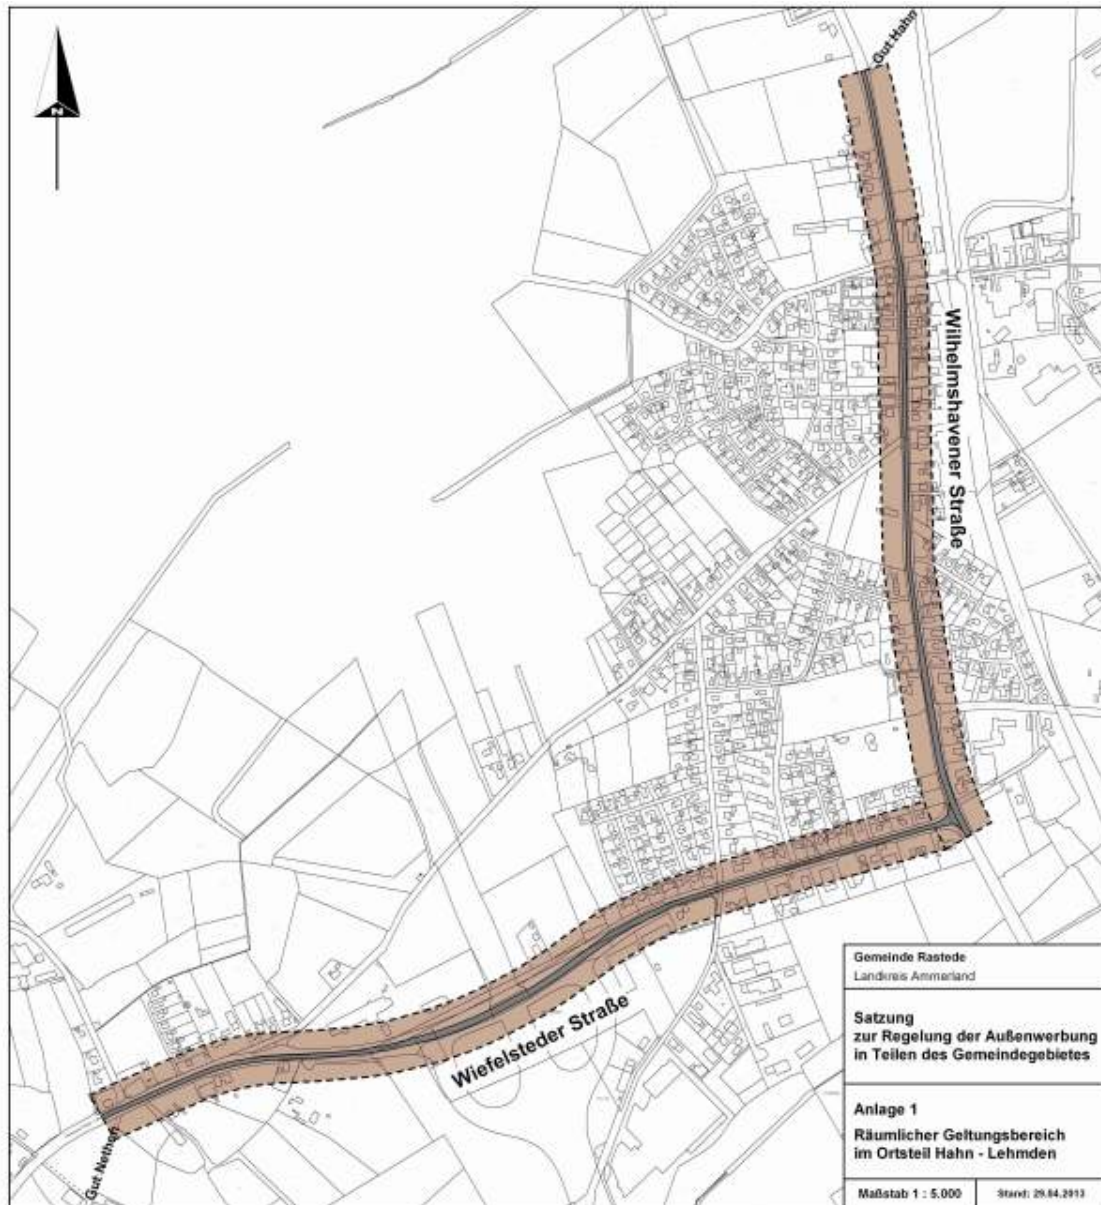 Gut Hahn
N
Wilhelmshavener Straße
Wiefelsteder Straße
Gut Nethen
Gemeinde Rastede
Landkreis Ammerland
Satzung
zur Regelung der Außenwerbung
in Teilen des Gemeindegebietes
Anlage 1
Räumlicher Geltungsbereich
im Ortsteil Hahn - Lehmden
Maßstab 1 : 5.000
Stand: 29.04.2013